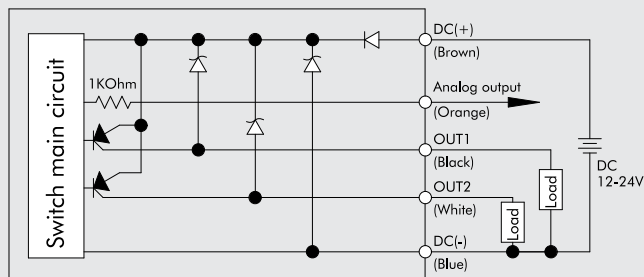 Switch main circuit
1KOhm
DC(+)
(Brown)
Analog output
(Orange)
OUT1
(Black)
OUT2
(White)
DC(-)
(Blue)
Load
Load
DC
12-24V